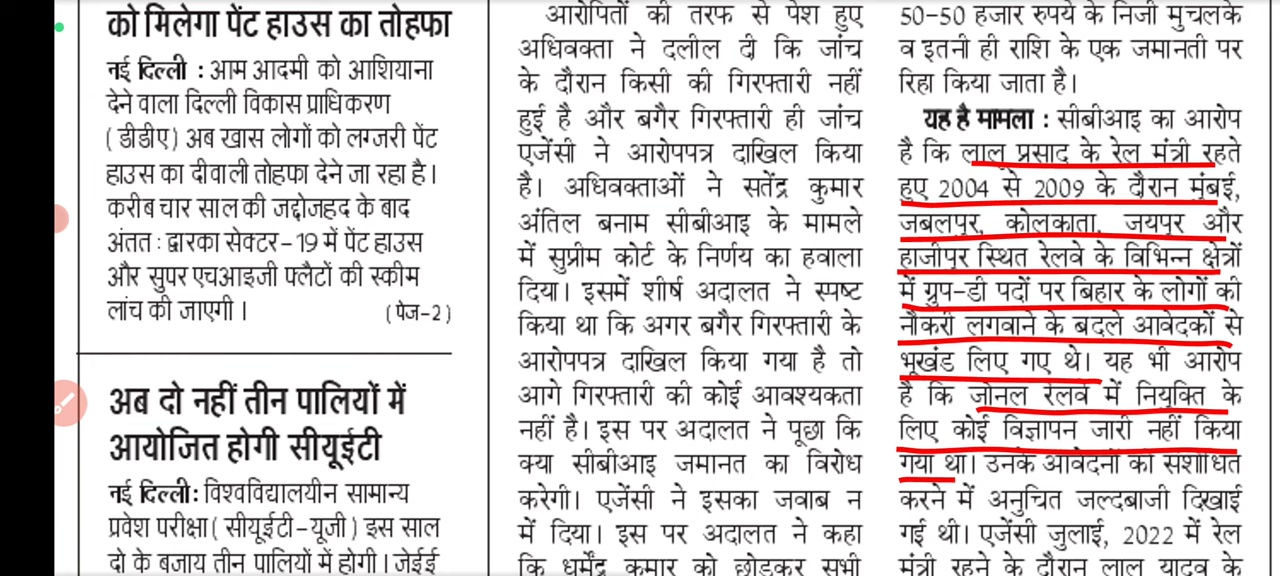 को मिलेगा पेंट हाउस का तोहफा
नई दिल्ली : आम आदमी को आशियाना
देने वाला दिल्ली विकास प्राधिकरण
(डीडीए) अब खास लोगों को लग्जरी पेंट
हाउस का दीवाली तोहफा देने जा रहा है।
करीब चार साल की जद्दोजहद के बाद
अंतत: द्वारका सेक्टर-19 में पेंट हाउस
और सुपर एचआइजी फ्लैटों की स्कीम
लांच की जाएगी। (पेज-2)
अब दो नहीं तीन पालियों में
आयोजित होगी सीयूईटी
नई दिल्ली: विश्वविद्यालयीन सामान्य
प्रवेश परीक्षा (सीयूईटी-यूजी) इस साल
दो के बजाय तीन पालियों में होगी। जेईई
आरोपितों की तरफ से पेश हुए
अधिवक्ता ने दलील दी कि जांच
के दौरान किसी की गिरफ्तारी नहीं
हुई है और बगैर गिरफ्तारी ही जांच
एजेंसी ने आरोपपत्र दाखिल किया
है। अधिवक्ताओं ने सतेंद्र कुमार
अंतिल बनाम सीबीआइ के मामले
में सुप्रीम कोर्ट के निर्णय का हवाला
दिया। इसमें शीर्ष अदालत ने स्पष्ट
किया था कि अगर बगैर गिरफ्तारी के
आरोपपत्र दाखिल किया गया है तो
आगे गिरफ्तारी की कोई आवश्यकता
नहीं है। इस पर अदालत ने पूछा कि
क्या सीबीआइ जमानत का विरोध
करेगी। एजेंसी ने इसका जवाब न
में दिया। इस पर अदालत ने कहा
कि धर्मेंद्र कुमार को छोड़कर सभी
50-50 हजार रुपये के निजी मुचलके
व इतनी ही राशि के एक जमानती पर
रिहा किया जाता है।
यह है मामला : सीबीआइ का आरोप
है कि लालू प्रसाद के रेल मंत्री रहते
हुए 2004 से 2009 के दौरान मुंबई,
जबलपुर, कोलकाता, जयपुर और
हाजीपुर स्थित रेलवे के विभिन्न क्षेत्रों
में ग्रुप-डी पदों पर बिहार के लोगों की
नौकरी लगवाने के बदले आवेदकों से
भूखंड लिए गए थे। यह भी आरोप
है कि जोनल रेलवे में नियुक्ति के
लिए कोई विज्ञापन जारी नहीं किया
गया था। उनके आवेदनों को संशोधित
करने में अनुचित जल्दबाजी दिखाई
गई थी। एजेंसी जुलाई, 2022 में रेल
मंत्री रहने के दौरान लालू यादव के